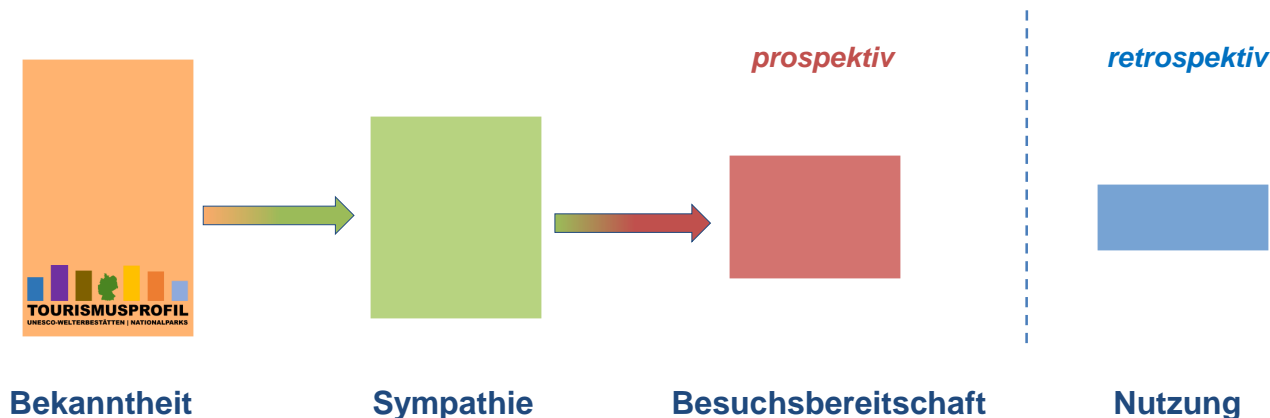 prospektiv
retrospektiv
TOURISMUSPROFIL
UNESCO-WELTERBESTÄTTEN | NATIONALPARKS
Bekanntheit
Sympathie
Besuchsbereitschaft
Nutzung